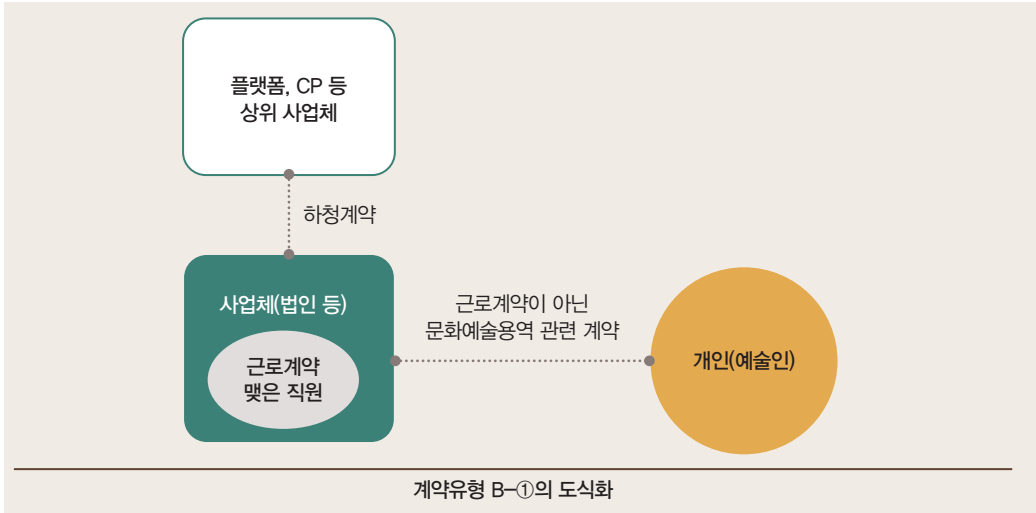 플랫폼, CP 등
상위 사업체
하청계약
사업체(법인 등)
근로계약
맺은 직원
근로계약이 아닌
문화예술용역 관련 계약
개인(예술인)
계약유형 B-①의 도식화